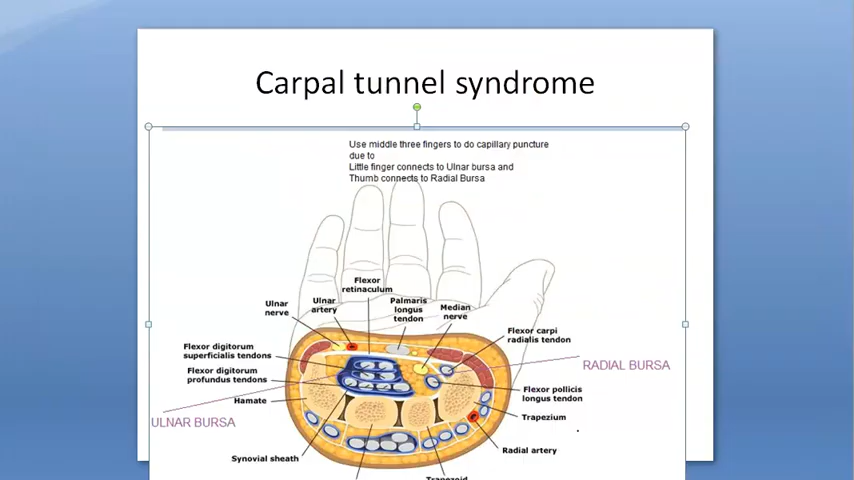 Carpal tunnel syndrome
Use middle three fingers to do capillary puncture
due to
Little finger connects to Ulnar bursa and
Thumb connects to Radial Bursa
Flexor
retinaculum
Ulnar
nerve
Ulnar
artery
Palmaris
longus
tendon
Median
nerve
Flexor carpi
radialis tendon
Flexor digitorum
superficialis tendons
RADIAL BURSA
Flexor digitorum
profundus tendons
Flexor pollicis
longus tendon
Hamate
Trapezium
ULNAR BURSA
Radial artery
Synovial sheath
Trapezoid